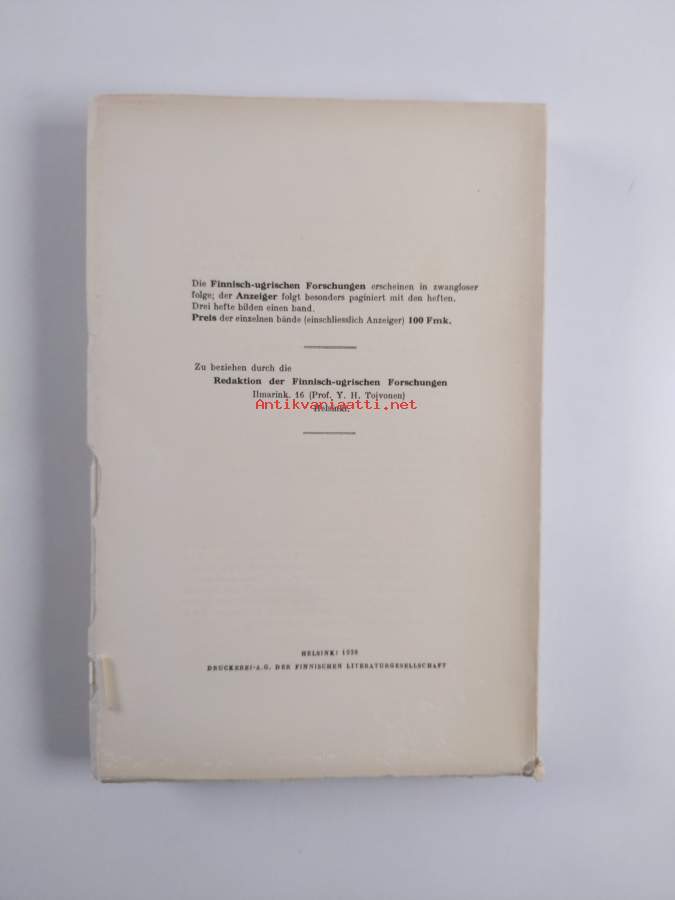 Die Finnisch-ugrischen Forschungen erscheinen in zwangloser
folge; der Anzeiger folgt besonders paginiert mit den heften.
Drei hefte bilden einen band.
Preis der einzelnen bände (einschliesslich Anzeiger) 100 Fmk.
Zu beziehen durch die
Redaktion der Finnisch-ugrischen Forschungen
Ilmarink. 16 (Prof. Y. H. Toivonen)
Antikvariaatti.net
Helsinki.
HELSINKI
DRUCKEREI-A.G. DER FINNISCHEN LITERATURGESELLSCHAFT